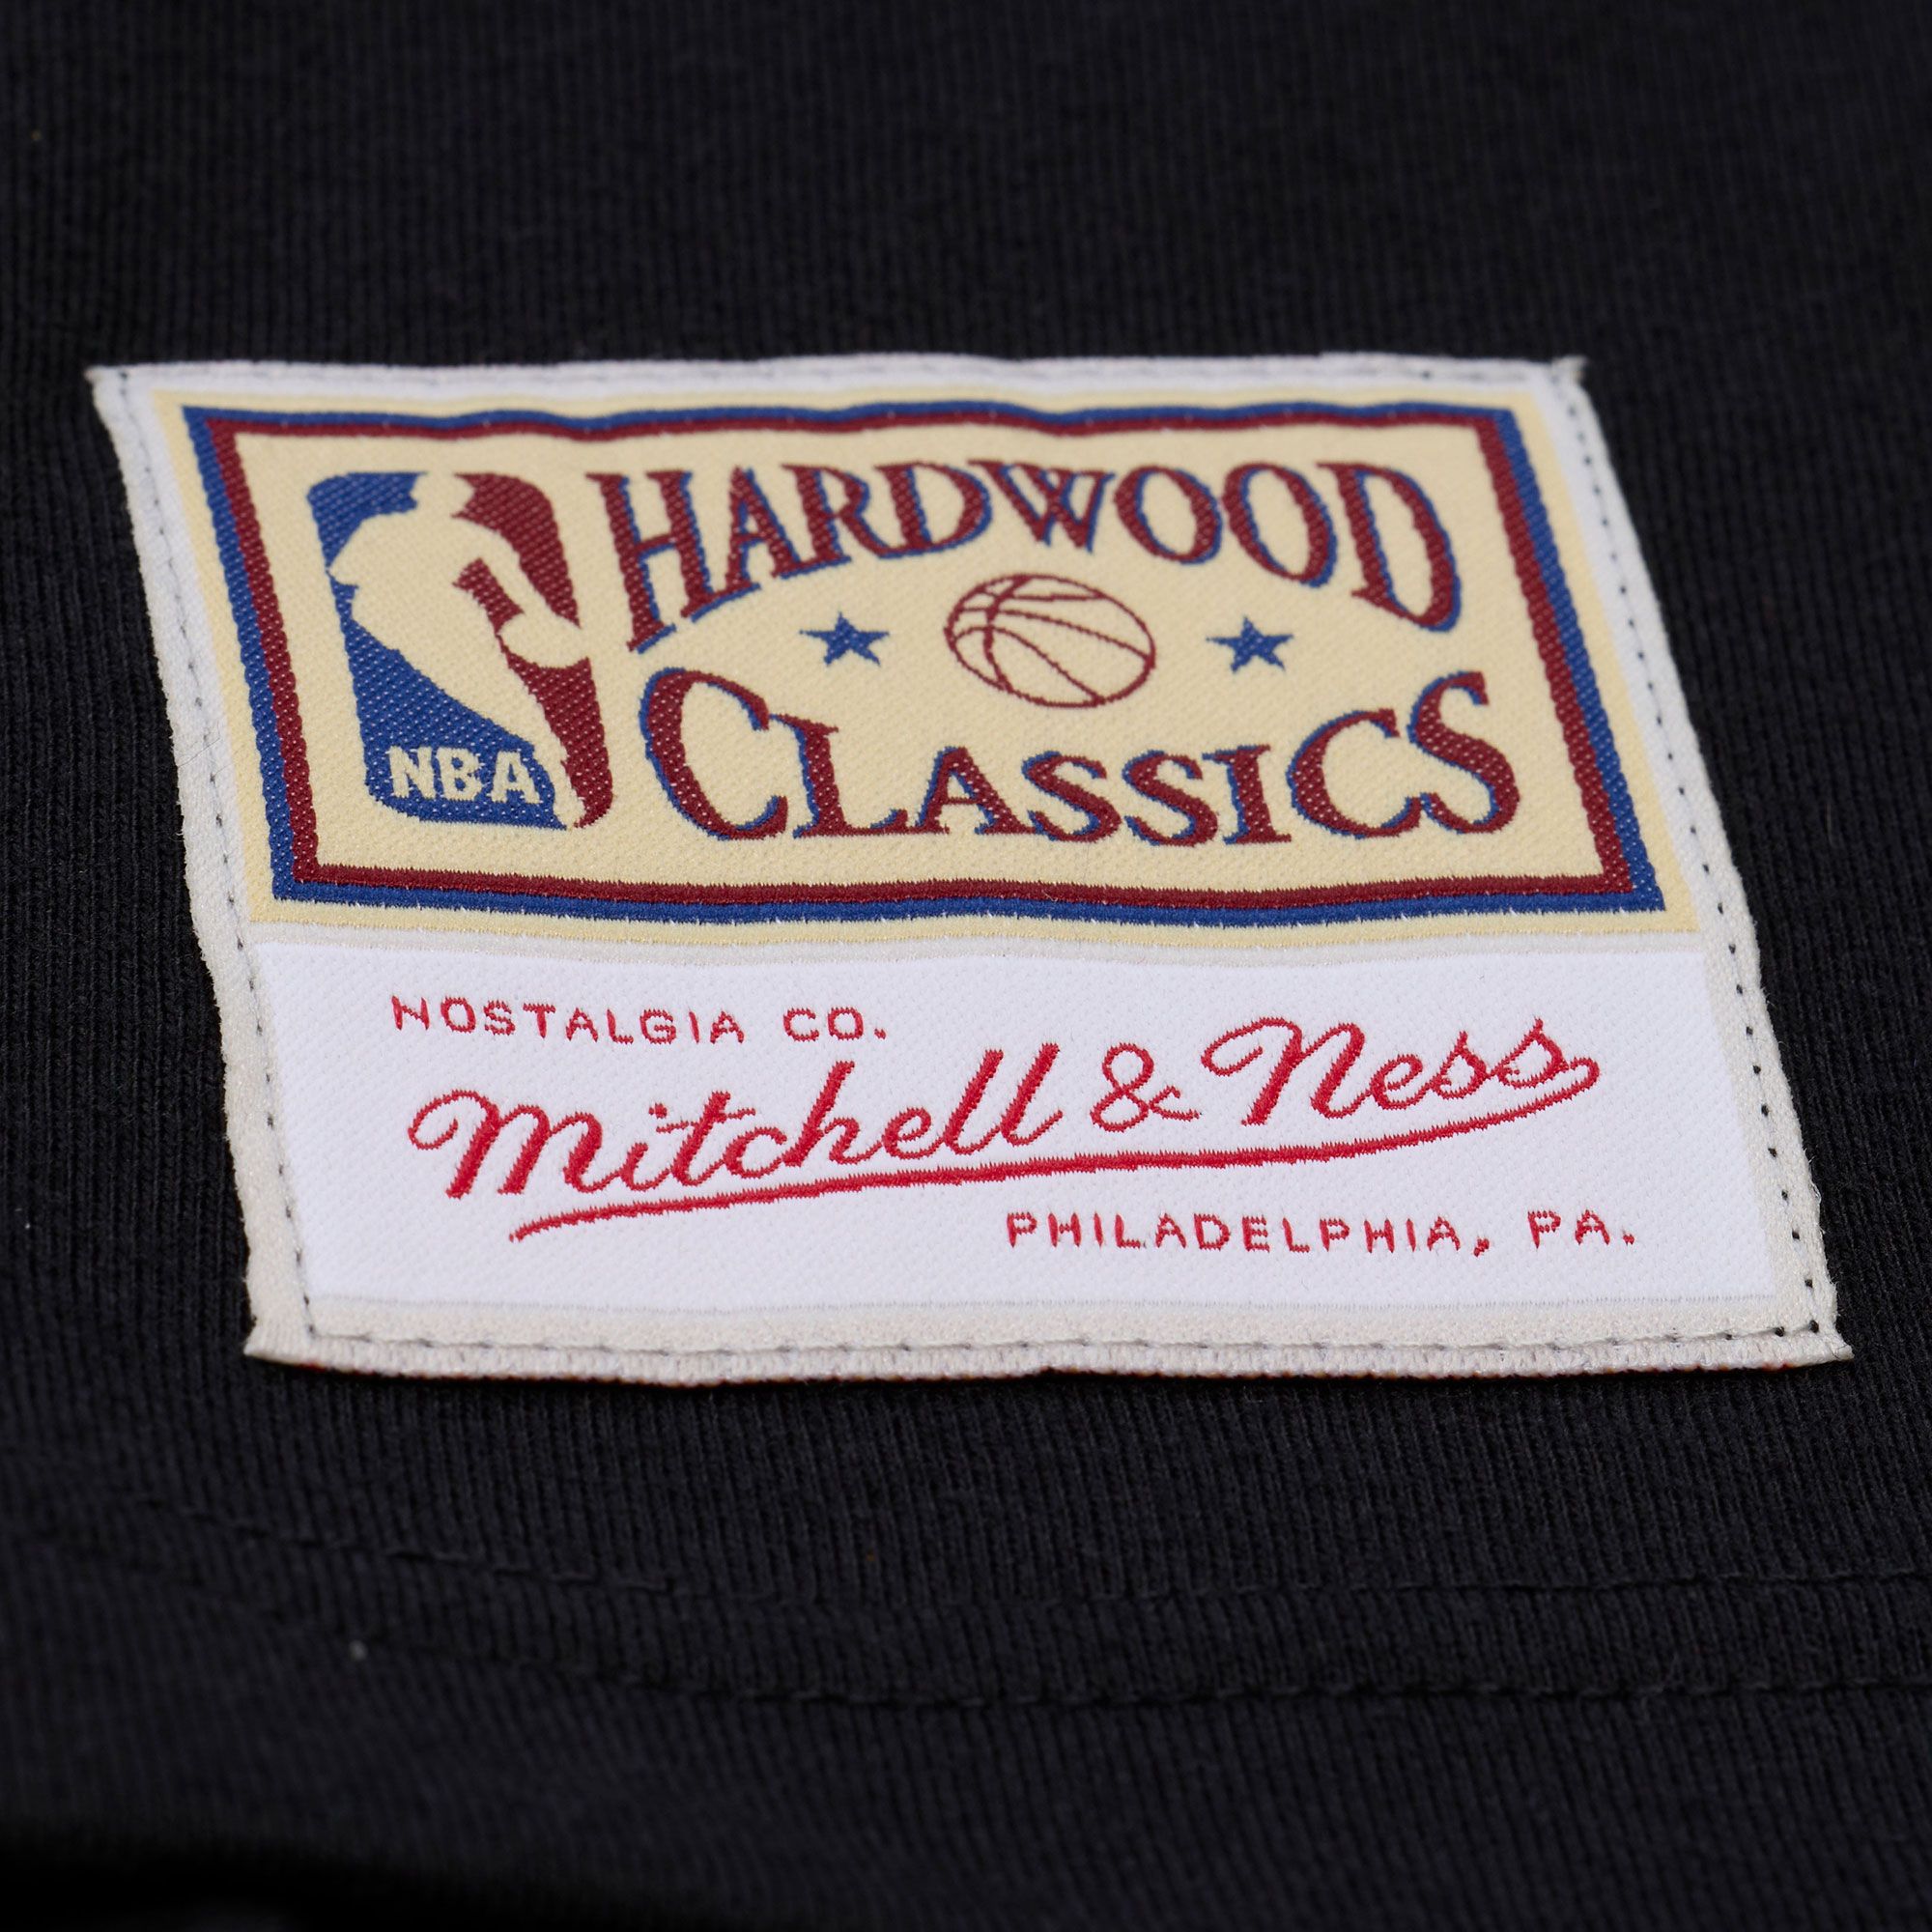 HARDWOOD
CLASSICS
NBA
NOSTALGIA CO.
Mitchell & Ness
PHILADELPHIA, PA.